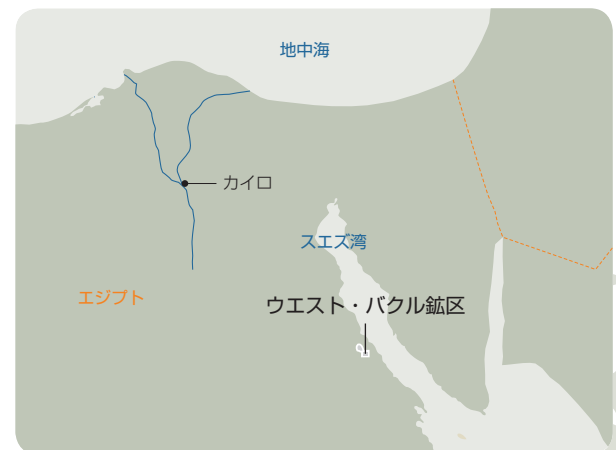 地中海
カイロ
スエズ湾
エジプト
ウエスト・バクル鉱区